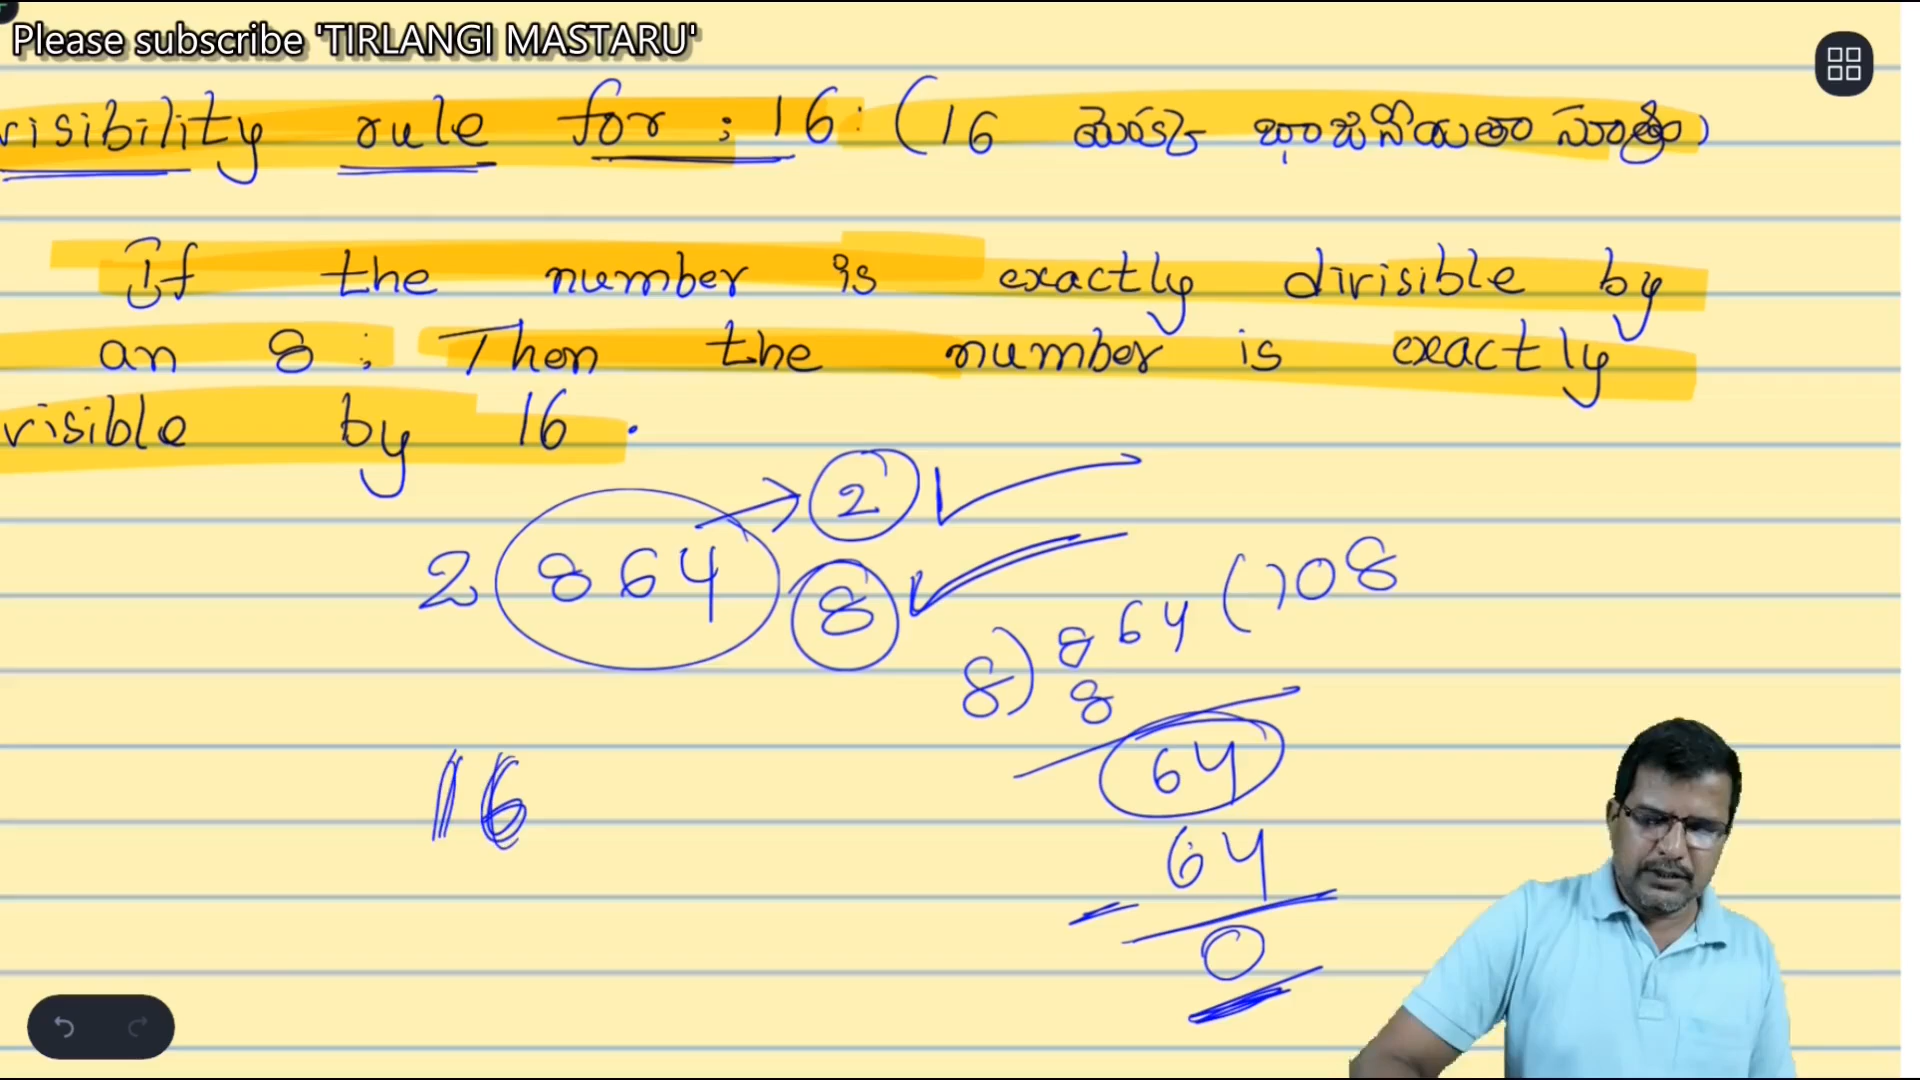 Please subscribe 'TIRLANGI MASTARU'
visibility rule for : 16 : (16 యొక్క భాజనీయతా సూత్రం)
If the number is exactly divisible by
an 8 : Then the number is exactly
visible by 16 .
2 864 → 2
8
8) 864 (108
8
64
64
0
16